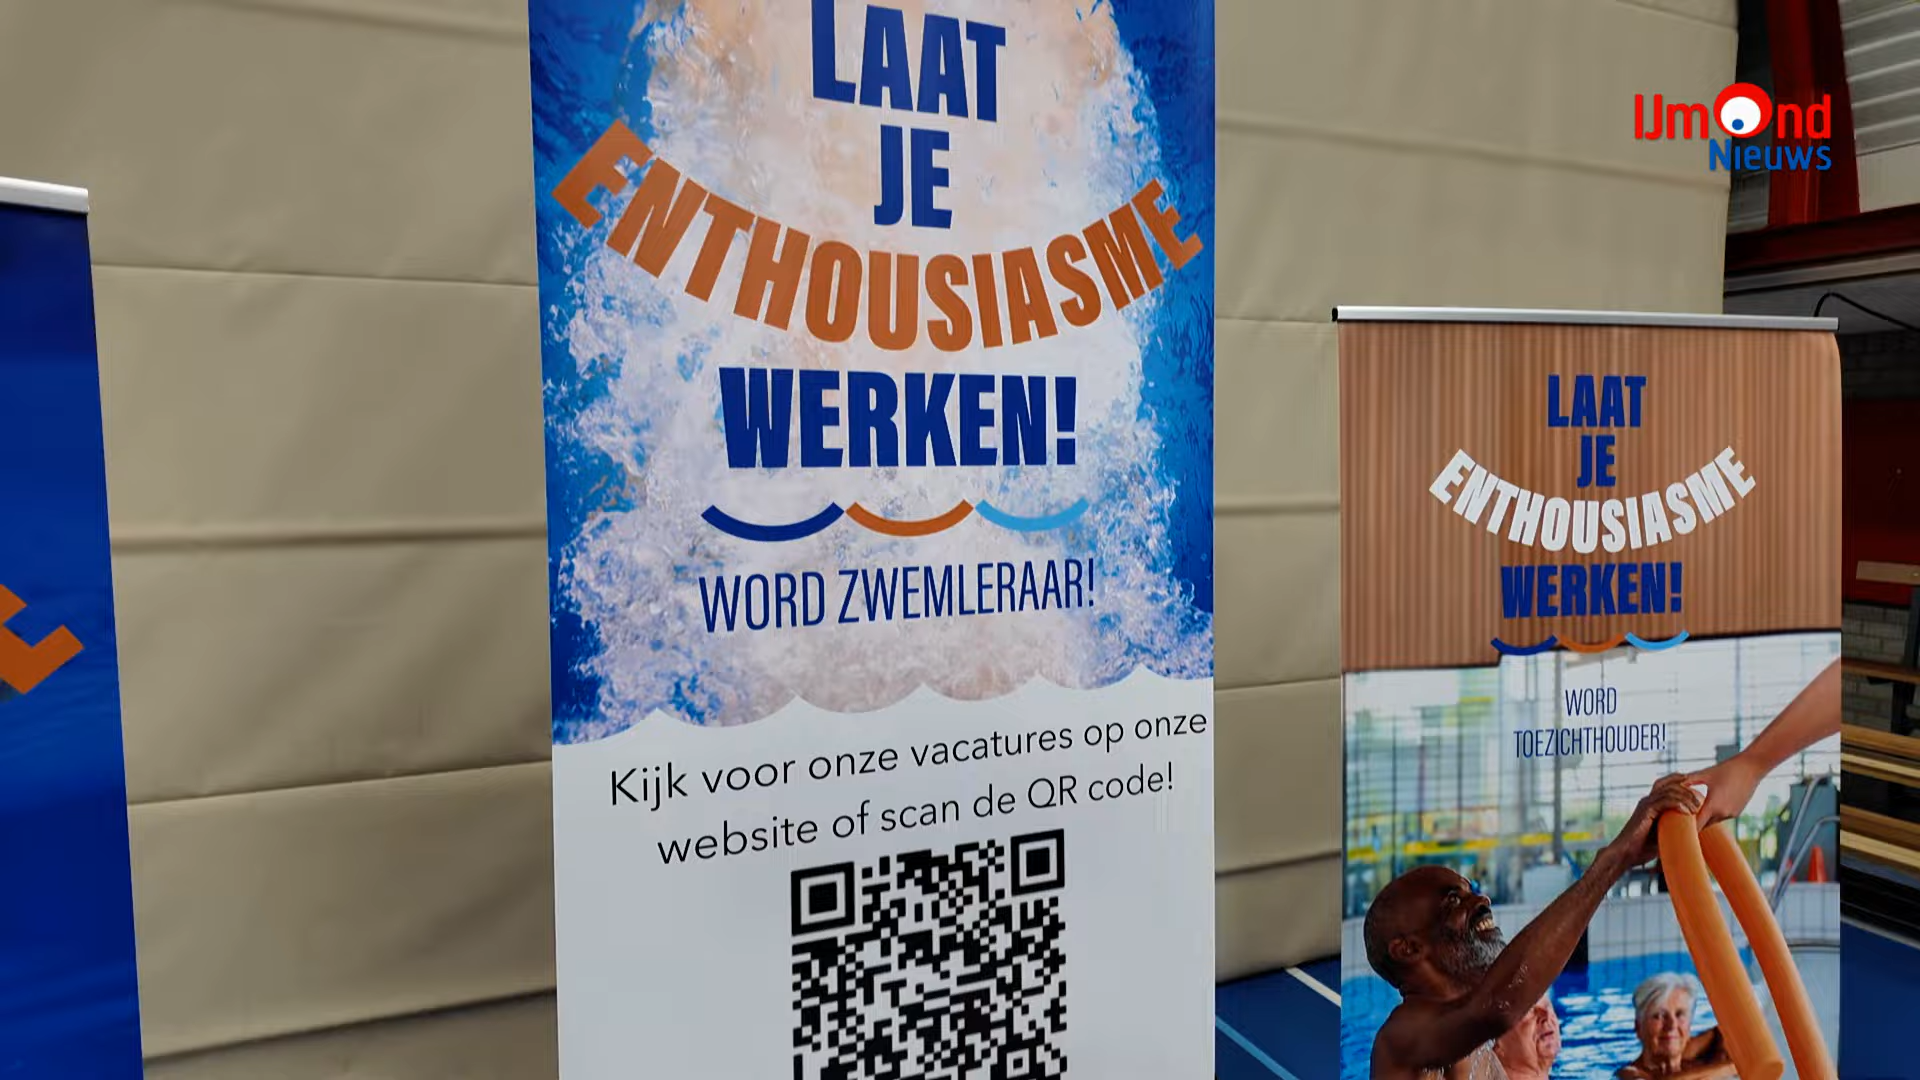 LAAT
JE
ENTHOUSIASME
WERKEN!
WORD ZWEMLERAAR!
Kijk voor onze vacatures op onze
website of scan de QR code!
LAAT
JE
ENTHOUSIASME
WERKEN!
WORD
TOEZICHTHOUDER!
IJmOnd
Nieuws
E